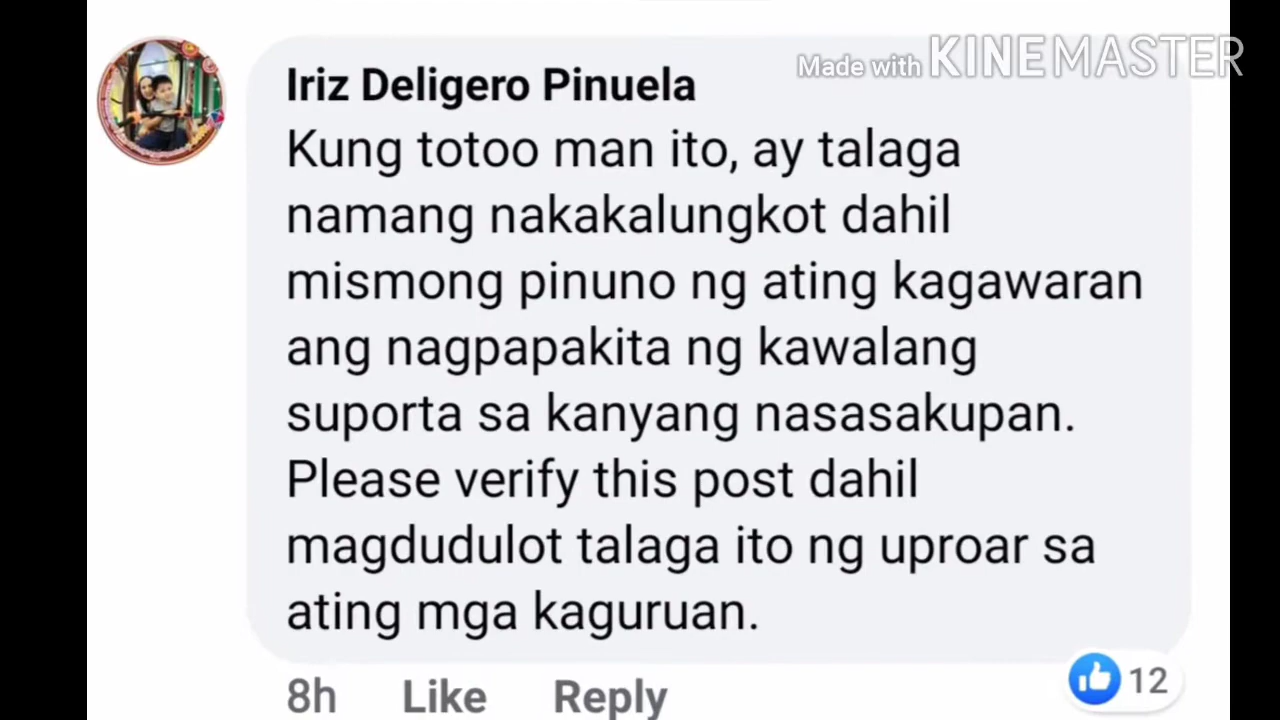 Made with KINEMASTER
Iriz Deligero Pinuela
Kung totoo man ito, ay talaga
namang nakakalungkot dahil
mismong pinuno ng ating kagawaran
ang nagpapakita ng kawalang
suporta sa kanyang nasasakupan.
Please verify this post dahil
magdudulot talaga ito ng uproar sa
ating mga kaguruan.
8h Like Reply 12